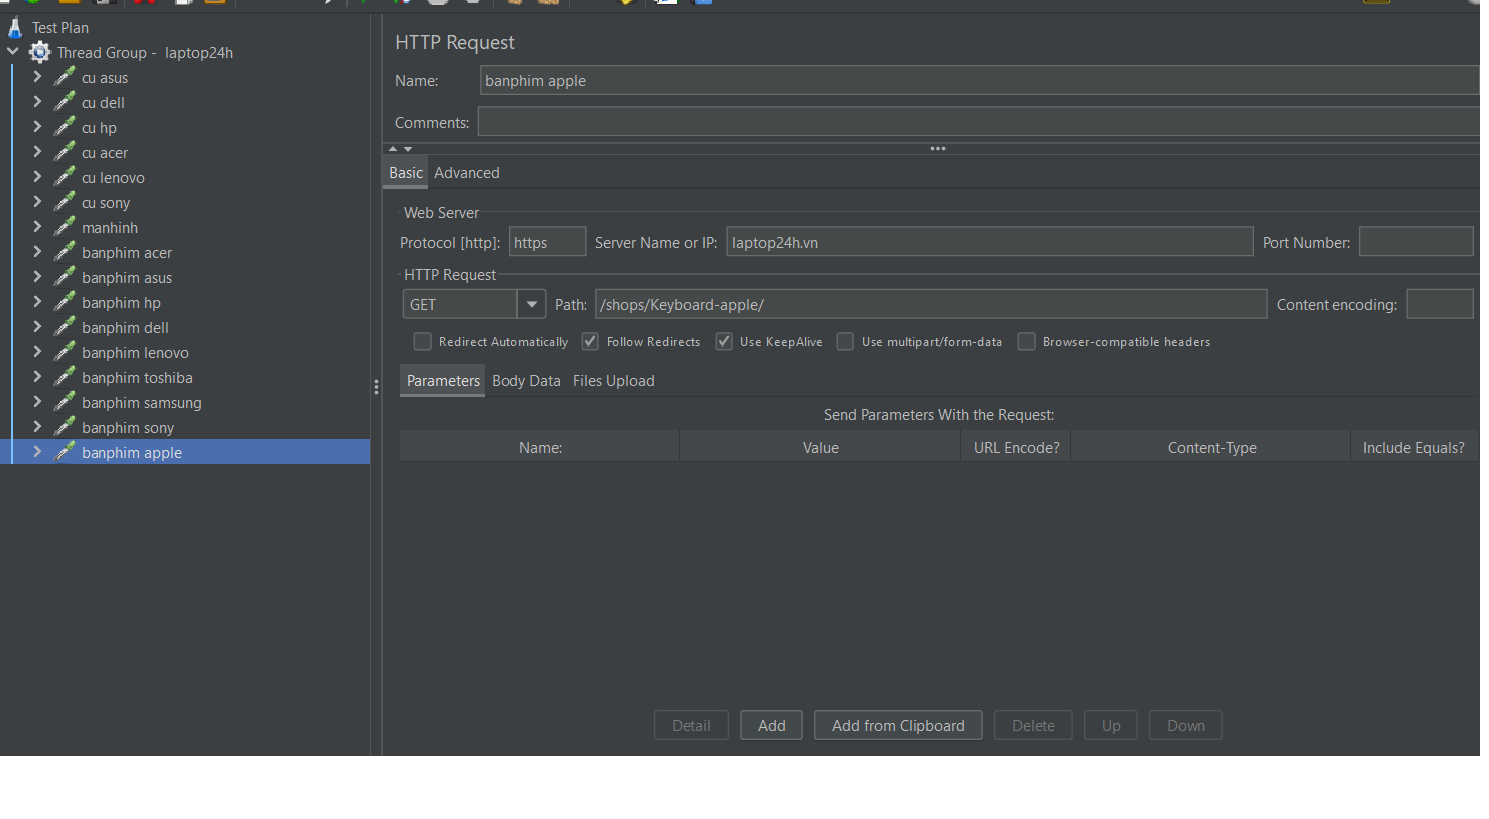 Test Plan
Thread Group - laptop24h
cu asus
cu dell
cu hp
cu acer
cu lenovo
cu sony
manhinh
banphim acer
banphim asus
banphim hp
banphim dell
banphim lenovo
banphim toshiba
banphim samsung
banphim sony
banphim apple
HTTP Request
Name: banphim apple
Comments:
Basic Advanced
Web Server
Protocol [http]: https Server Name or IP: laptop24h.vn Port Number:
HTTP Request
GET Path: /shops/Keyboard-apple/ Content encoding:
Redirect Automatically Follow Redirects Use KeepAlive Use multipart/form-data Browser-compatible headers
Parameters Body Data Files Upload
Send Parameters With the Request:
Name: Value URL Encode? Content-Type Include Equals?
Detail Add Add from Clipboard Delete Up Down